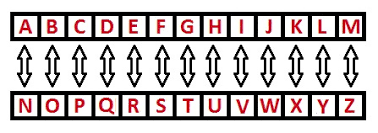 A B C D E F G H I J K L M
N O P Q R S T U V W X Y Z